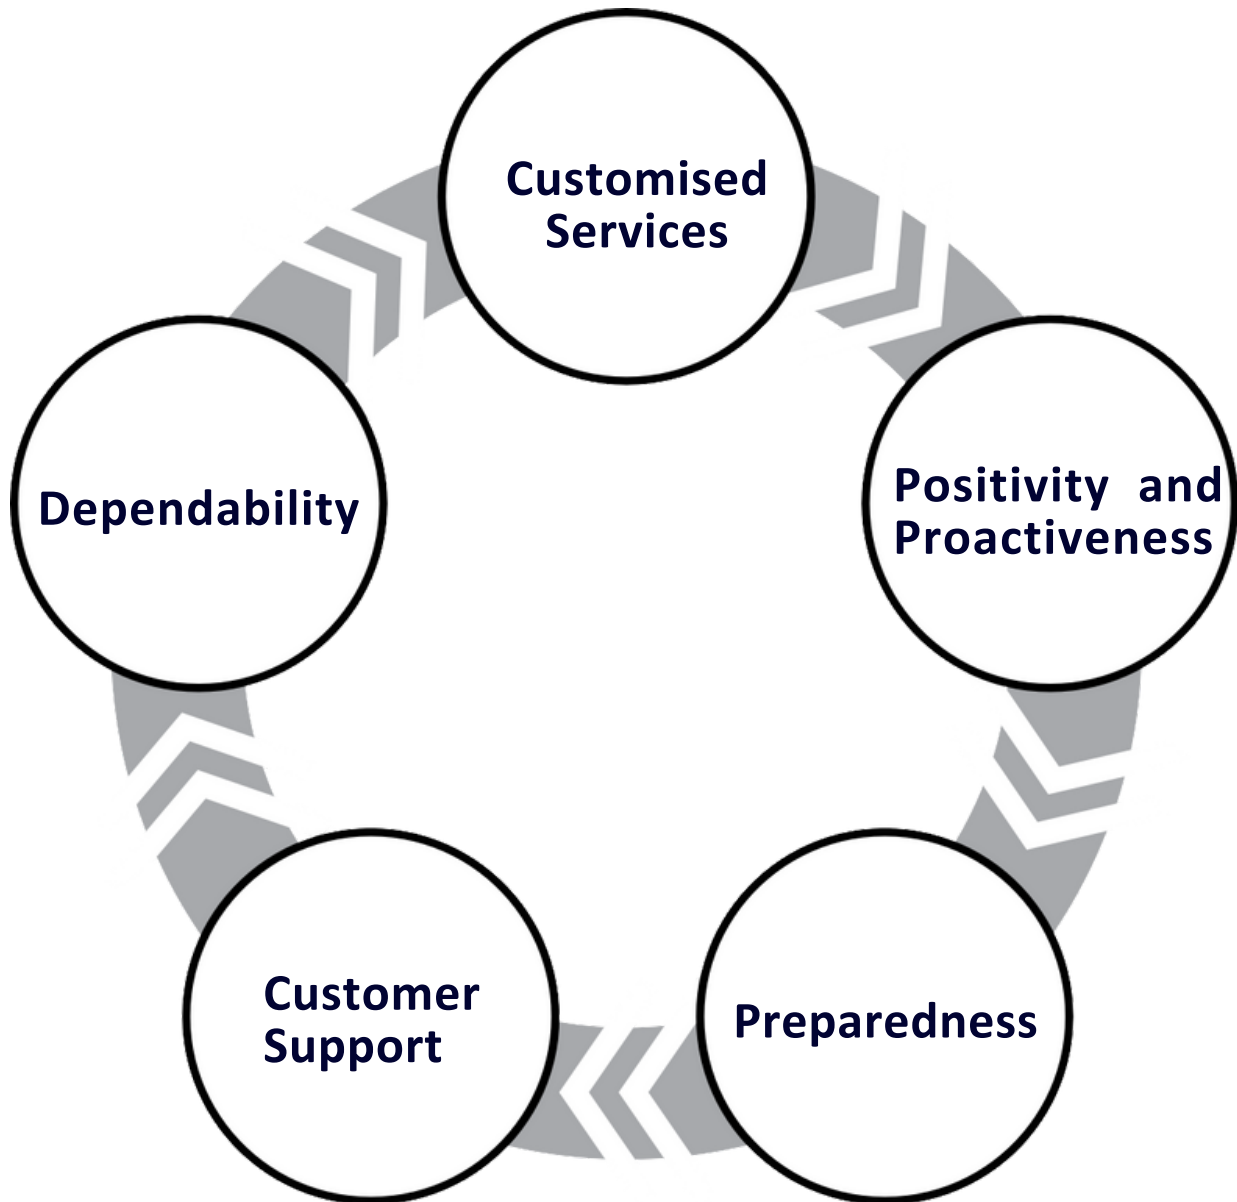 Customised
Services
Positivity and
Proactiveness
Preparedness
Customer
Support
Dependability